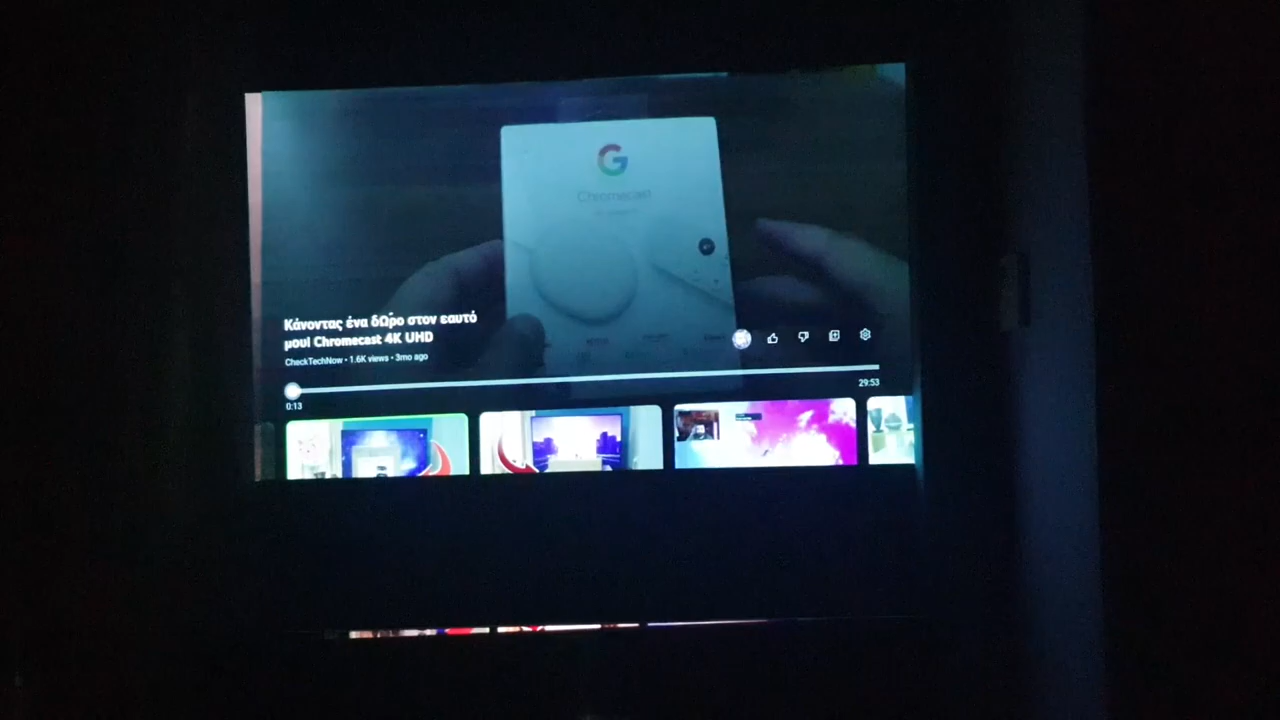 G
Chromecast
Κάνοντας ένα δΩρο στον εαυτό
μου! Chromecast 4K UHD
CheckTechNow • 1.6K views • 3mo ago
0:13
29:53